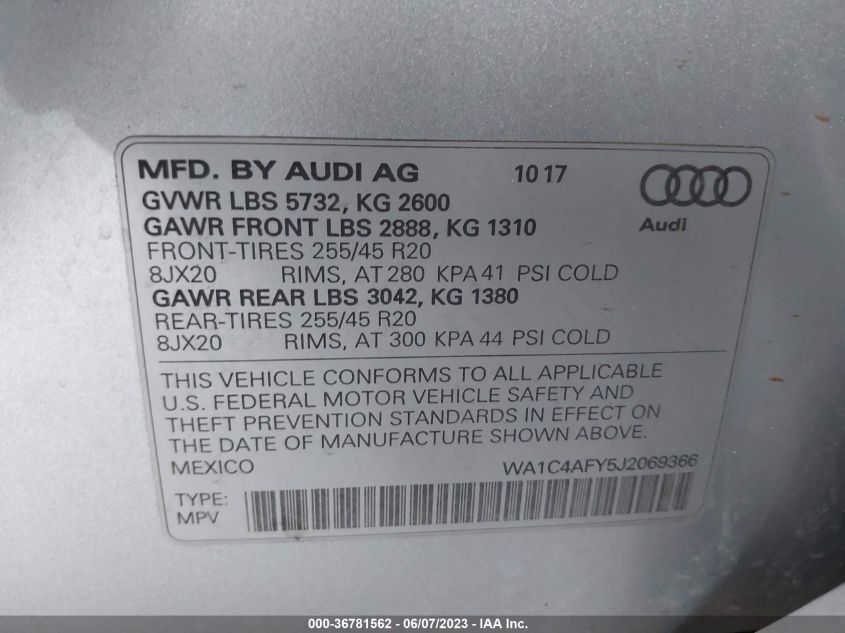 MFD. BY AUDI AG 10 17
GVWR LBS 5732, KG 2600
GAWR FRONT LBS 2888, KG 1310
Audi
FRONT-TIRES 255/45 R20
8JX20 RIMS, AT 280 KPA 41 PSI COLD
GAWR REAR LBS 3042, KG 1380
REAR-TIRES 255/45 R20
8JX20 RIMS, AT 300 KPA 44 PSI COLD
THIS VEHICLE CONFORMS TO ALL APPLICABLE
U.S. FEDERAL MOTOR VEHICLE SAFETY AND
THEFT PREVENTION STANDARDS IN EFFECT ON
THE DATE OF MANUFACTURE SHOWN ABOVE.
MEXICO WA1C4AFY5J2069366
TYPE:
MPV
000-36781562 - 06/07/2023 - IAA Inc.